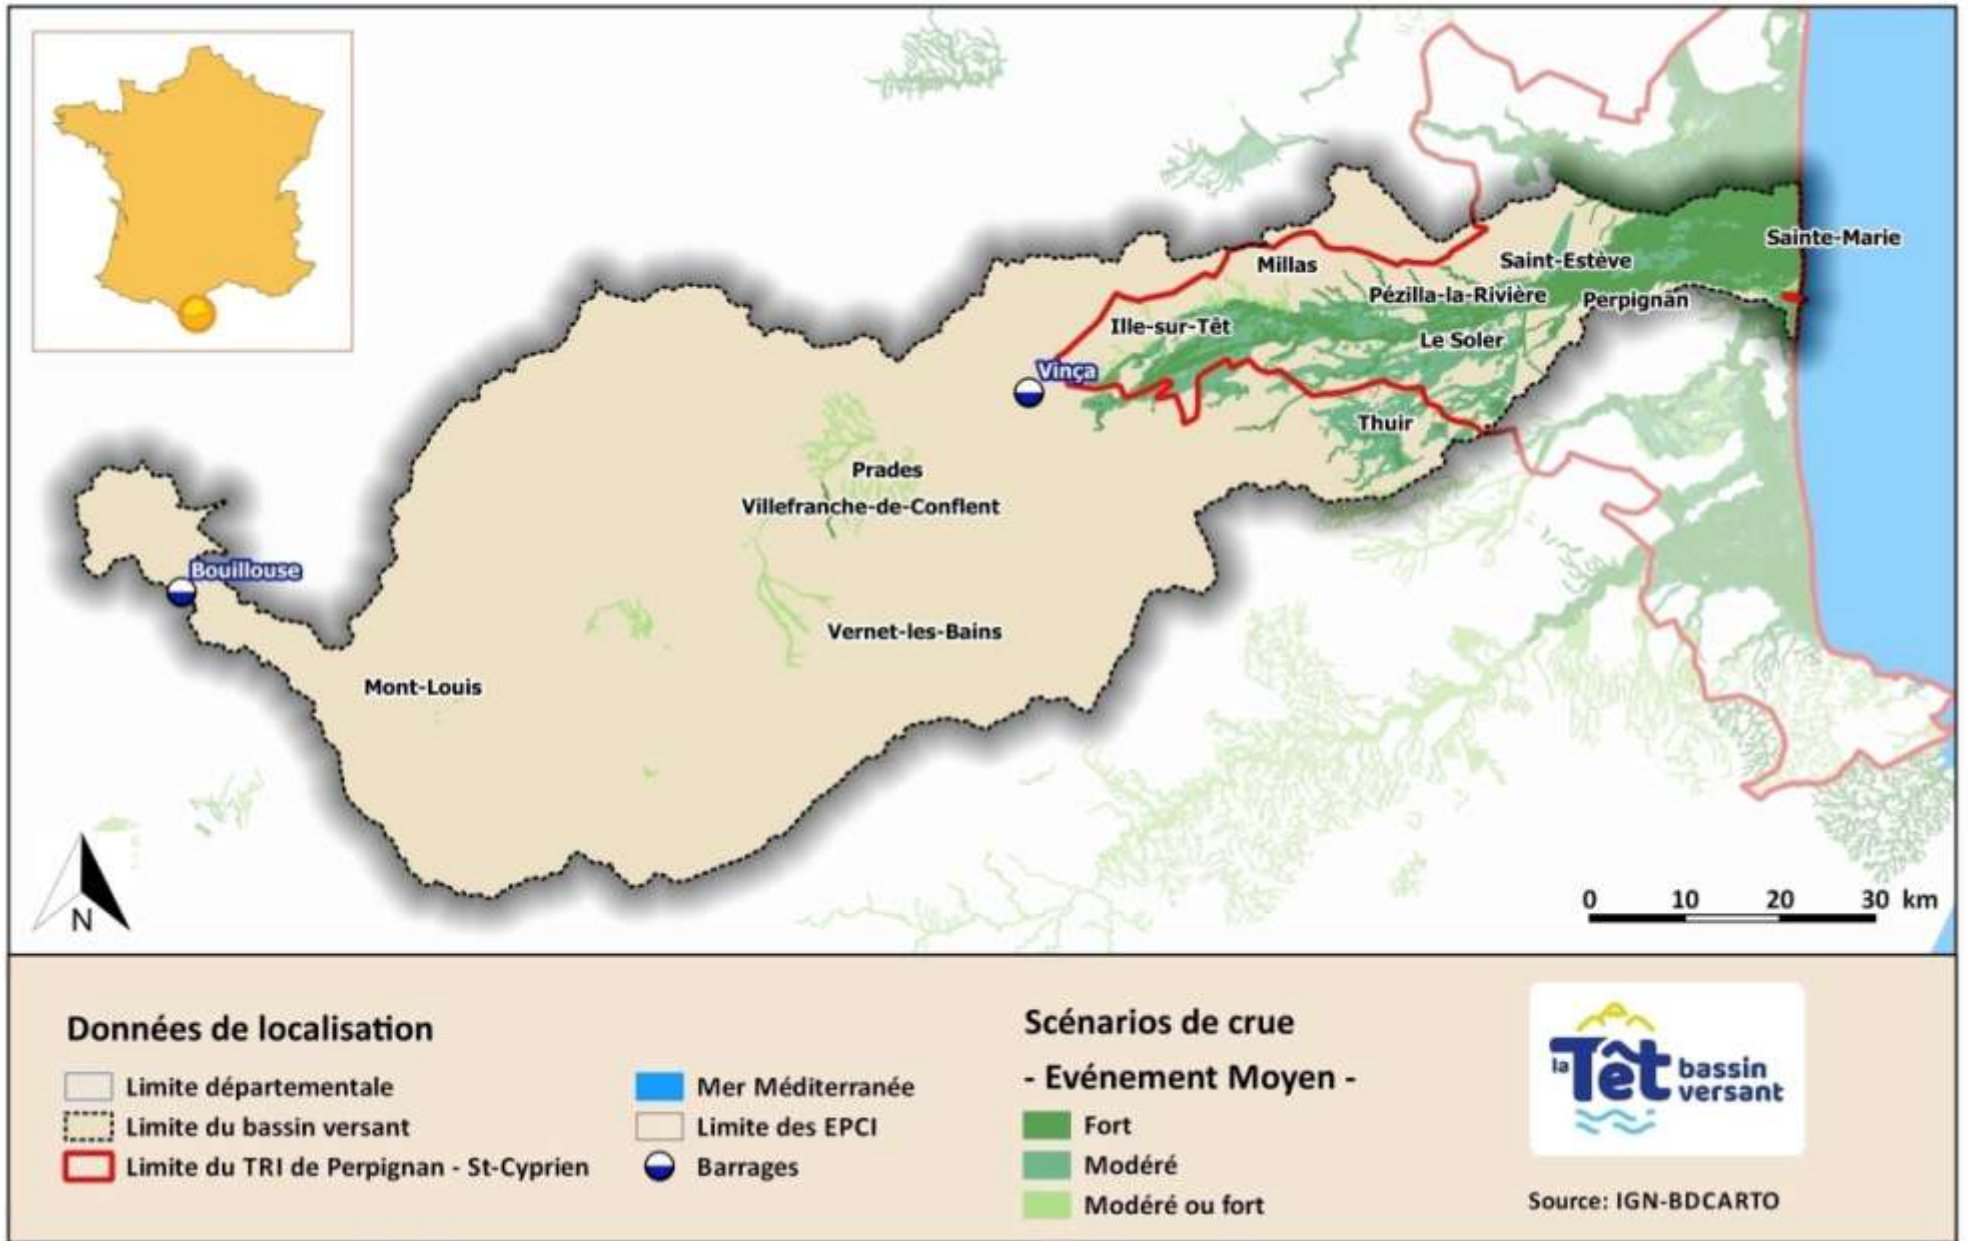 Sainte-Marie
Saint-Estève
Millas
Pézilla-la-Rivière
Perpignan
Ille-sur-Têt
Le Soler
Vinça
Thuir
Prades
Villefranche-de-Conflent
Bouillouse
Vernet-les-Bains
Mont-Louis
N
0 10 20 30 km
Données de localisation
Limite départementale
Limite du bassin versant
Limite du TRI de Perpignan - St-Cyprien
Mer Méditerranée
Limite des EPCI
Barrages
Scénarios de crue
- Evénement Moyen -
Fort
Modéré
Modéré ou fort
la Têt bassin
versant
Source: IGN-BDCARTO